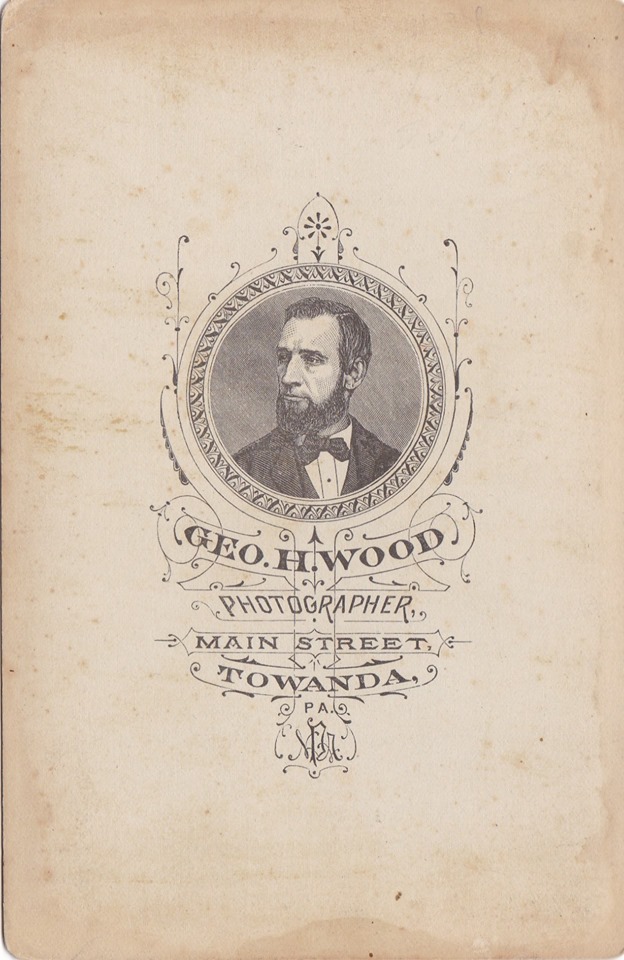 GEO. H. WOOD
PHOTOGRAPHER,
MAIN STREET,
TOWANDA,
PA.